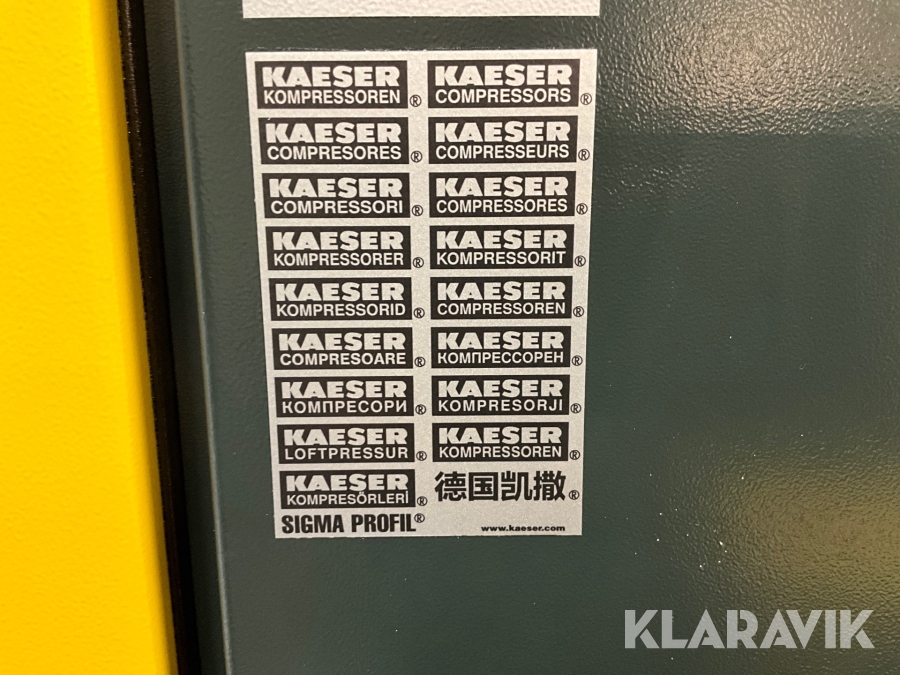 KAESER
KOMPRESSOREN ®
KAESER
COMPRESSORS ®
KAESER
COMPRESORES ®
KAESER
COMPRESSEURS ®
KAESER
COMPRESSORI ®
KAESER
COMPRESSORES ®
KAESER
KOMPRESSORER ®
KAESER
KOMPRESSORIT ®
KAESER
KOMPRESSORID ®
KAESER
COMPRESSOREN ®
KAESER
COMPRESOARE ®
KAESER
КОМПРЕССОРЕН ®
KAESER
КОМПРЕСОРИ ®
KAESER
KOMPRESORJI ®
KAESER
LOFTPRESSUR ®
KAESER
KOMPRESSOREN ®
KAESER
KOMPRESÖRLERİ ®
德国凯撒®
SIGMA PROFIL®
www.kaeser.com
KLARAVIK